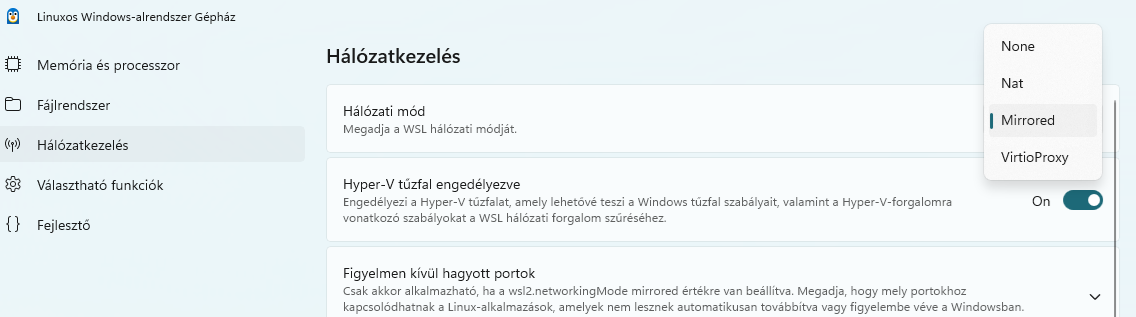 Linuxos Windows-alrendszer Gépház
Memória és processzor
Fájlrendszer
Hálózatkezelés
Választható funkciók
Fejlesztő
Hálózatkezelés
Hálózati mód
Megadja a WSL hálózati módját.
None
Nat
Mirrored
VirtioProxy
Hyper-V tűzfal engedélyezve
Engedélyezi a Hyper-V tűzfalat, amely lehetővé teszi a Windows tűzfal szabályait, valamint a Hyper-V-forgalomra
vonatkozó szabályokat a WSL hálózati forgalom szűréséhez.
On
Figyelmen kívül hagyott portok
Csak akkor alkalmazható, ha a wsl2.networkingMode mirrored értékre van beállítva. Megadja, hogy mely portokhoz
kapcsolódhatnak a Linux-alkalmazások, amelyek nem lesznek automatikusan továbbítva vagy figyelembe véve a Windowsban.